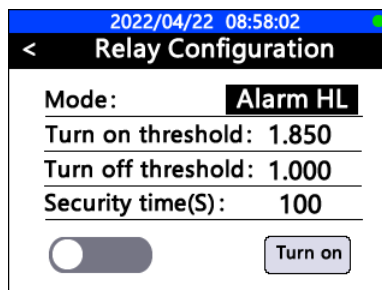 2022/04/22 08:58:02
< Relay Configuration
Mode: Alarm HL
Turn on threshold: 1.850
Turn off threshold: 1.000
Security time(S): 100
Turn on